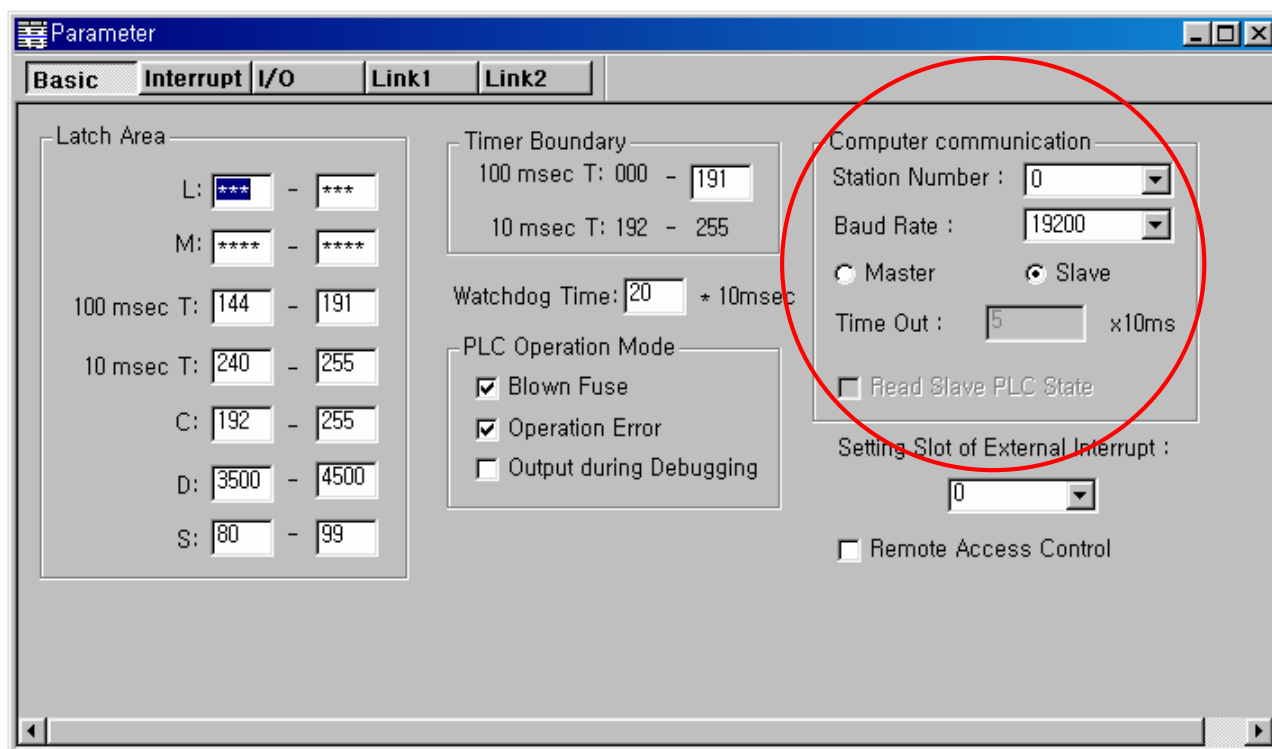 Parameter
Basic Interrupt I/O Link1 Link2
Latch Area
L: *** - ***
M: **** - ****
100 msec T: 144 - 191
10 msec T: 240 - 255
C: 192 - 255
D: 3500 - 4500
S: 80 - 99
Timer Boundary
100 msec T: 000 - 191
10 msec T: 192 - 255
Watchdog Time: 20 * 10msec
PLC Operation Mode
Blown Fuse
Operation Error
Output during Debugging
Computer communication
Station Number : 0
Baud Rate : 19200
Master Slave
Time Out : 5 x10ms
Read Slave PLC State
Setting Slot of External Interrupt :
0
Remote Access Control